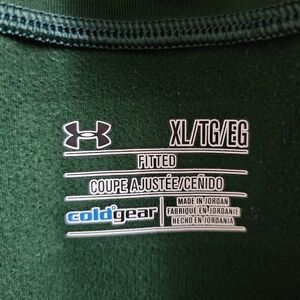 XL/TG/EG
FITTED
COUPE AJUSTÉE/CEÑIDO
coldgear
MADE IN JORDAN
FABRIQUÉ EN JORDANIE
HECHO EN JORDANIA